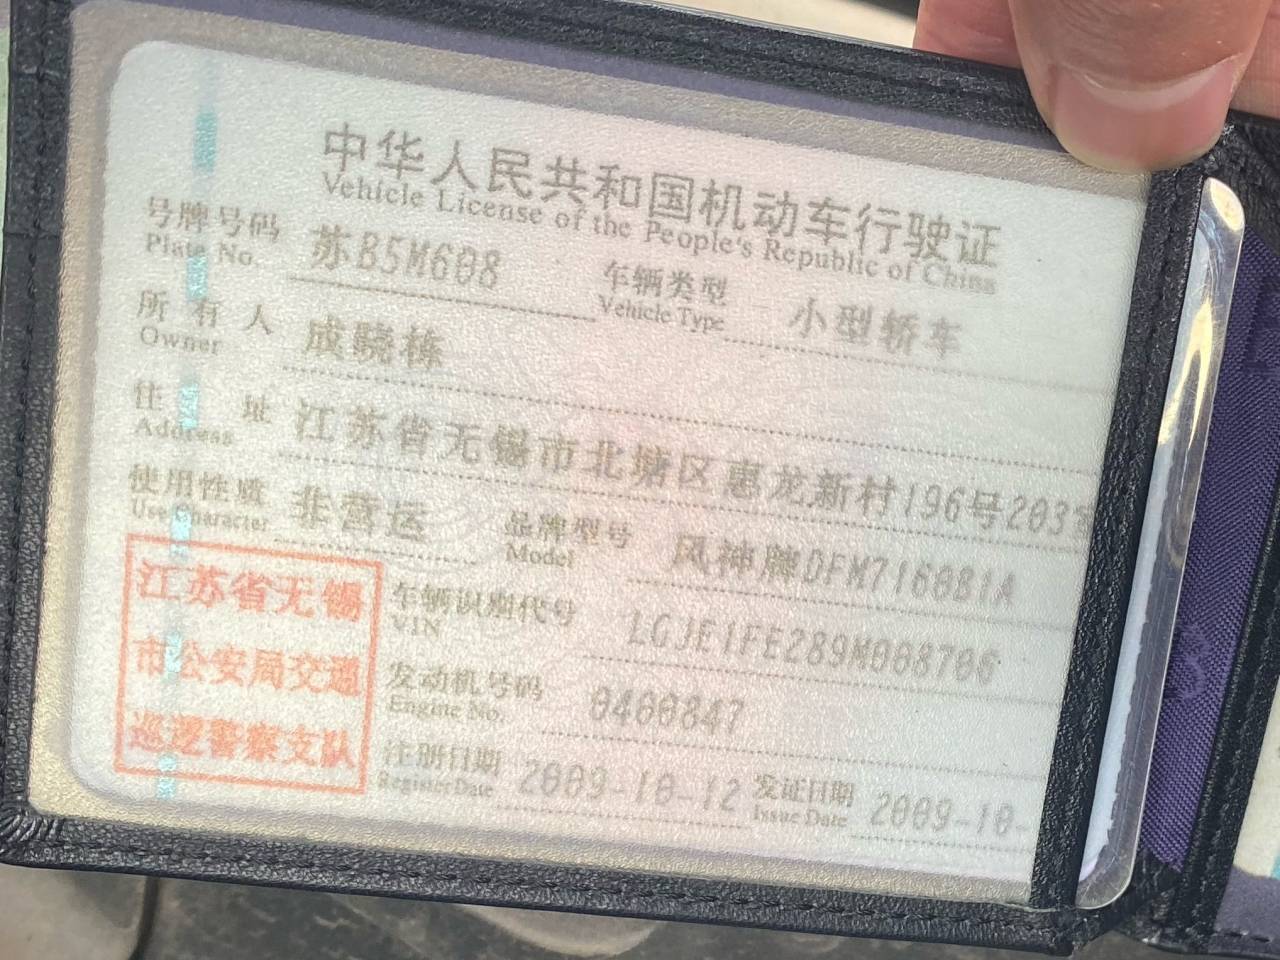 中华人民共和国机动车行驶证
Vehicle License of the People's Republic of China
号牌号码 苏B5M608 车辆类型 小型轿车
Plate No. Vehicle Type
所有人 成晓栋
Owner
住址 江苏省无锡市北塘区惠龙新村196号203
Address
使用性质 非营运 品牌型号 风神牌DFM7160B1A
Use Character Model
江苏省无锡
市公安局交通
巡逻警察支队
车辆识别代号 LGJE1FE289M008706
VIN
发动机号码 0400847
Engine No.
注册日期 2009-10-12 发证日期 2009-10-
Register Date Issue Date